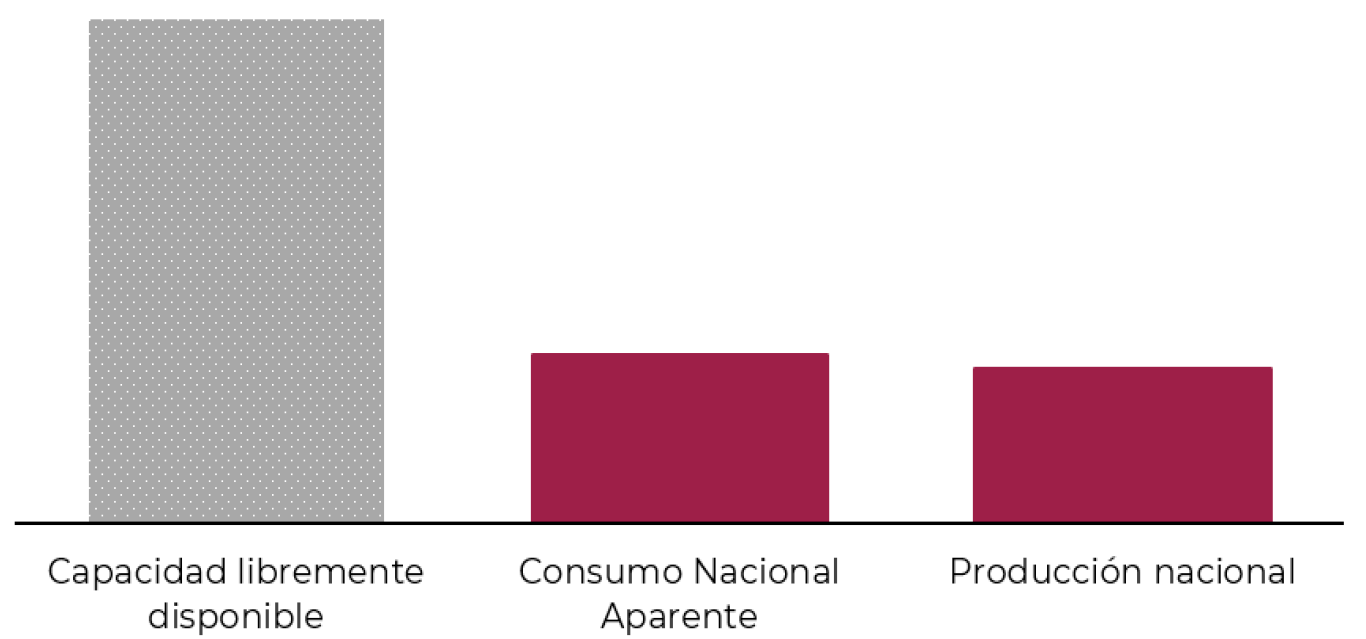 Capacidad libremente
disponible
Consumo Nacional
Aparente
Producción nacional